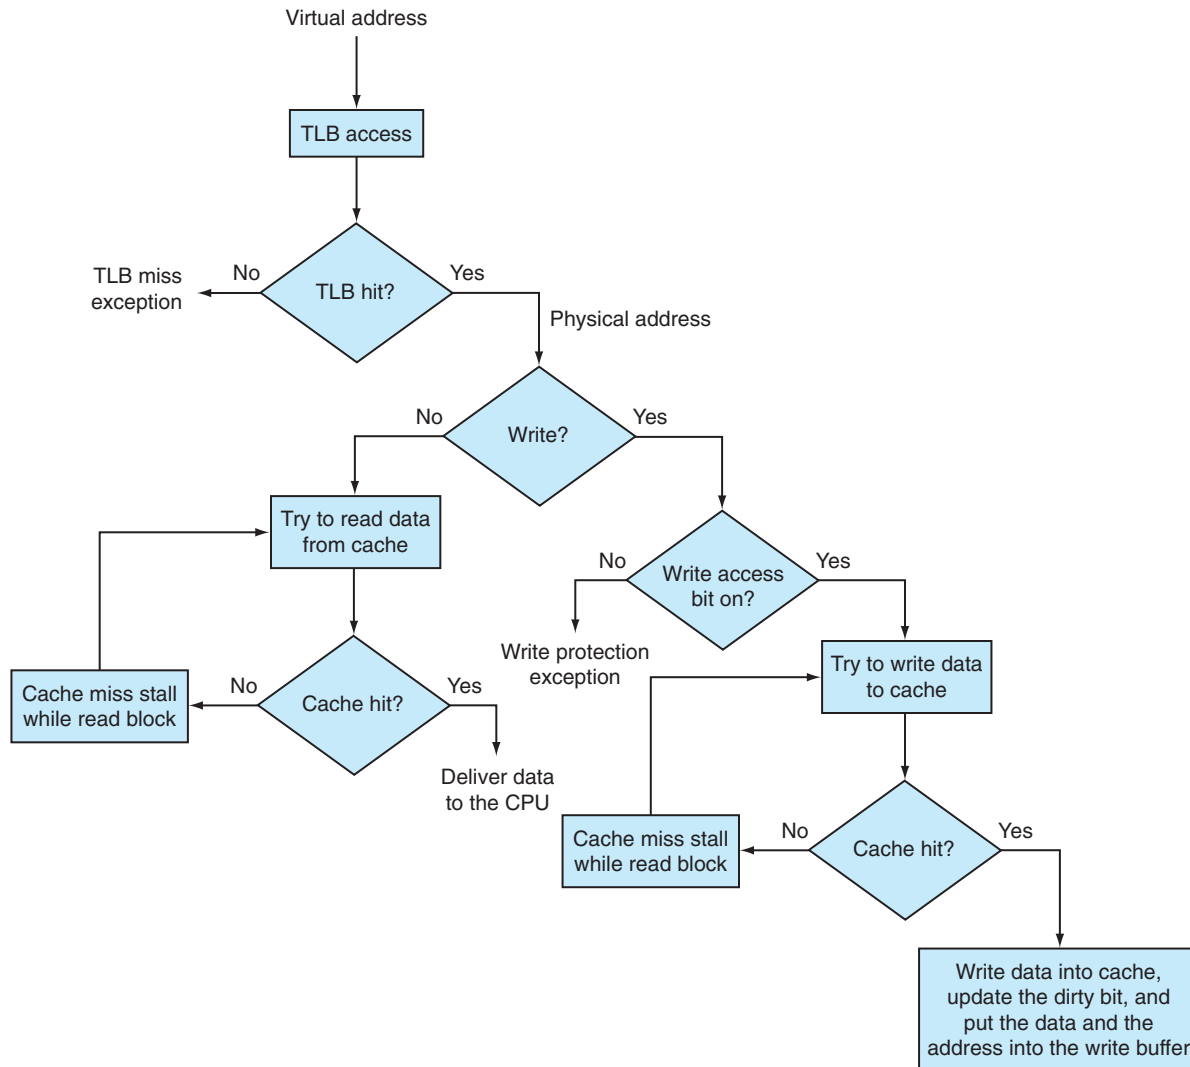 Virtual address
TLB access
No
Yes
TLB miss
exception
TLB hit?
Physical address
No
Yes
Write?
Try to read data
from cache
No
Yes
Write access
bit on?
Write protection
exception
Try to write data
to cache
No
Yes
Cache miss stall
while read block
Cache hit?
Deliver data
to the CPU
No
Yes
Cache miss stall
while read block
Cache hit?
Write data into cache,
update the dirty bit, and
put the data and the
address into the write buffer